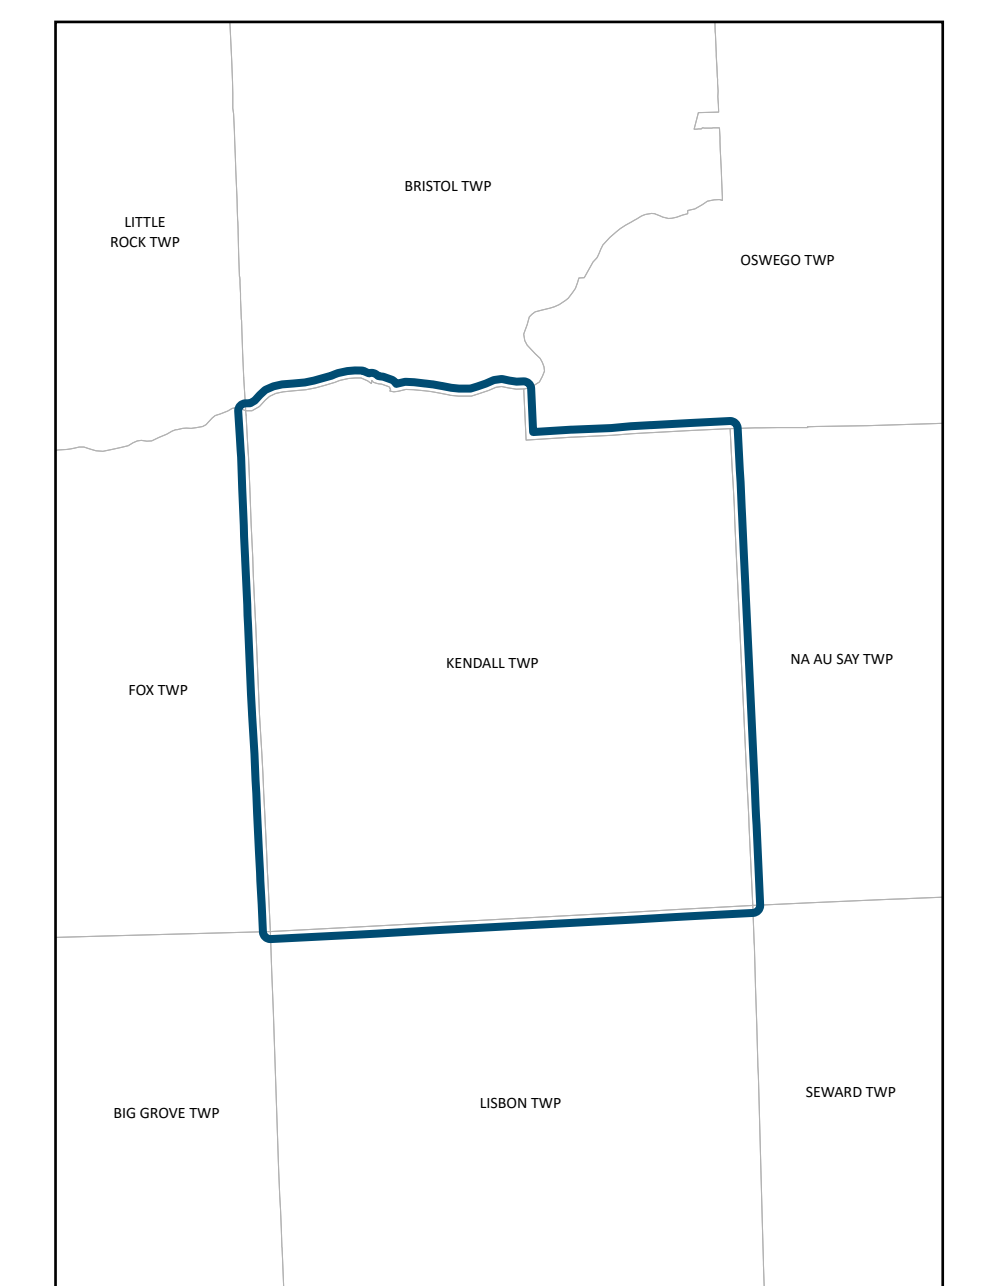 BRISTOL TWP
LITTLE
ROCK TWP
OSWEGO TWP
KENDALL TWP
NA AU SAY TWP
FOX TWP
SEWARD TWP
LISBON TWP
BIG GROVE TWP